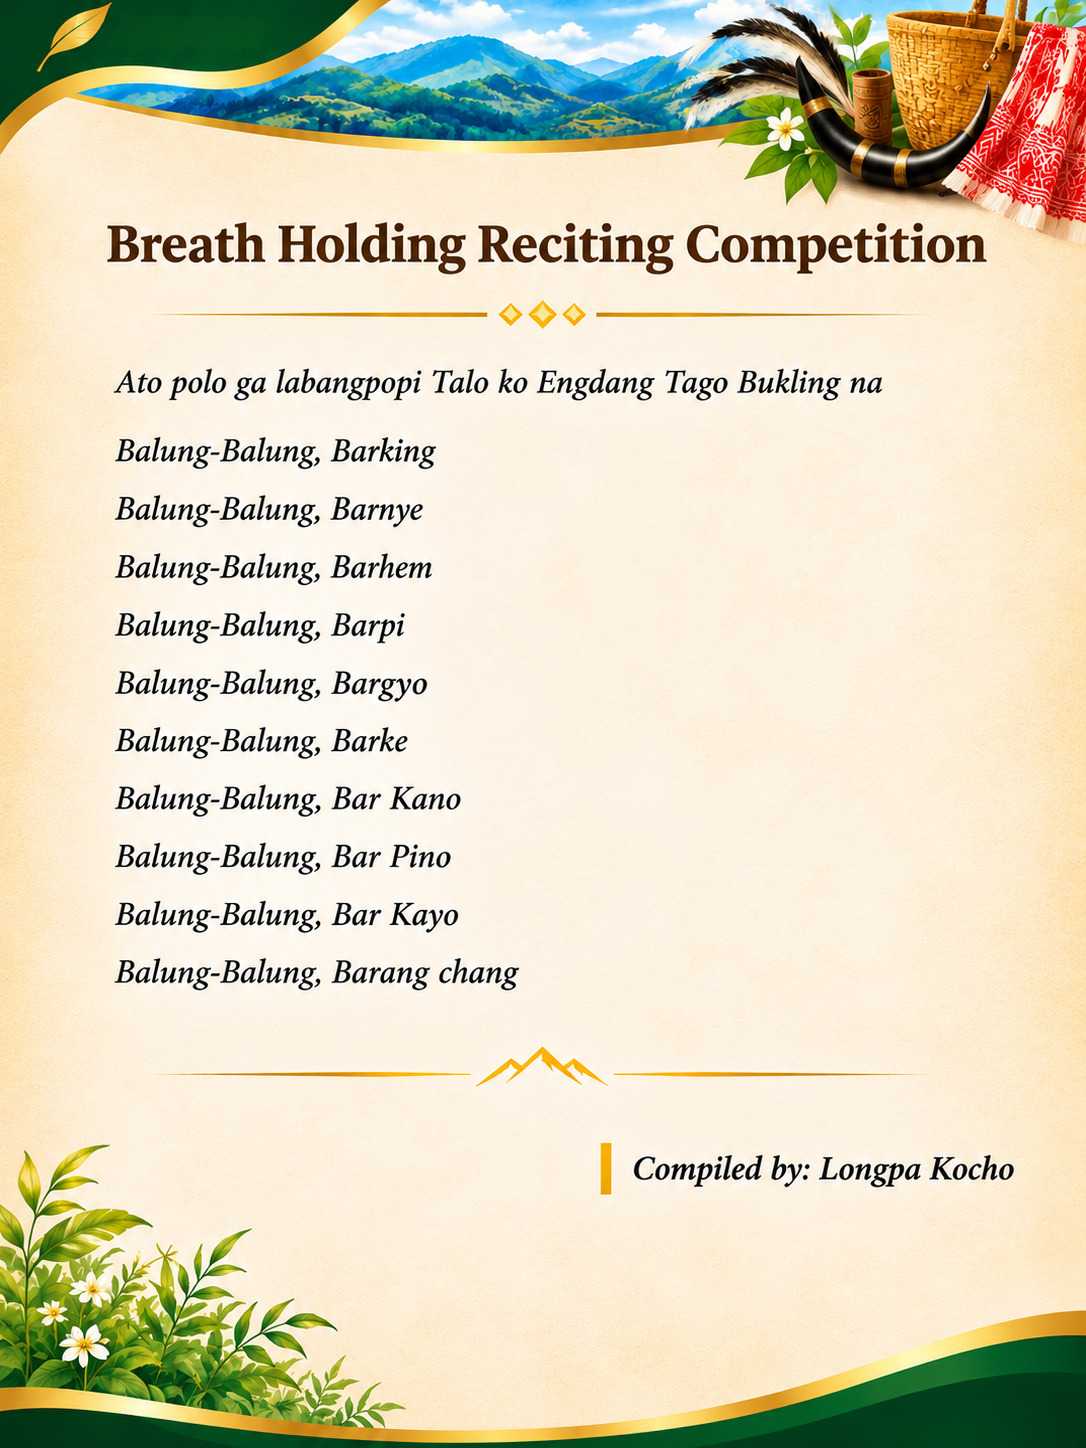 Breath Holding Reciting Competition
Ato polo ga labangpopi Talo ko Engdang Tago Bukling na
Balung-Balung, Barking
Balung-Balung, Barnye
Balung-Balung, Barhem
Balung-Balung, Barpi
Balung-Balung, Bargyo
Balung-Balung, Barke
Balung-Balung, Bar Kano
Balung-Balung, Bar Pino
Balung-Balung, Bar Kayo
Balung-Balung, Barang chang
Compiled by: Longpa Kocho